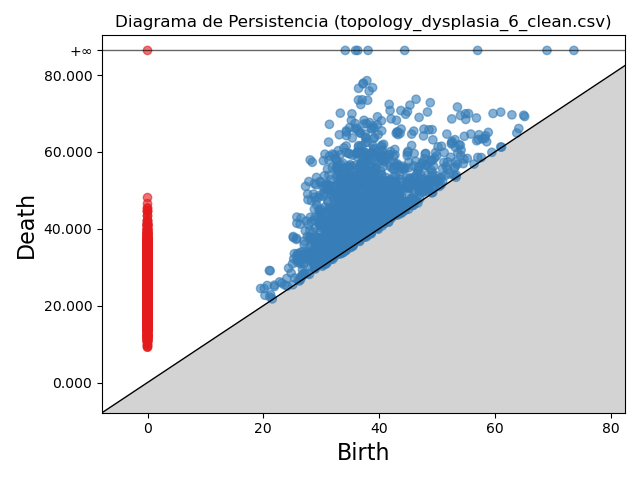 Diagrama de Persistencia (topology_dysplasia_6_clean.csv)
+∞
80.000
60.000
40.000
20.000
0.000
Death
0 20 40 60 80
Birth